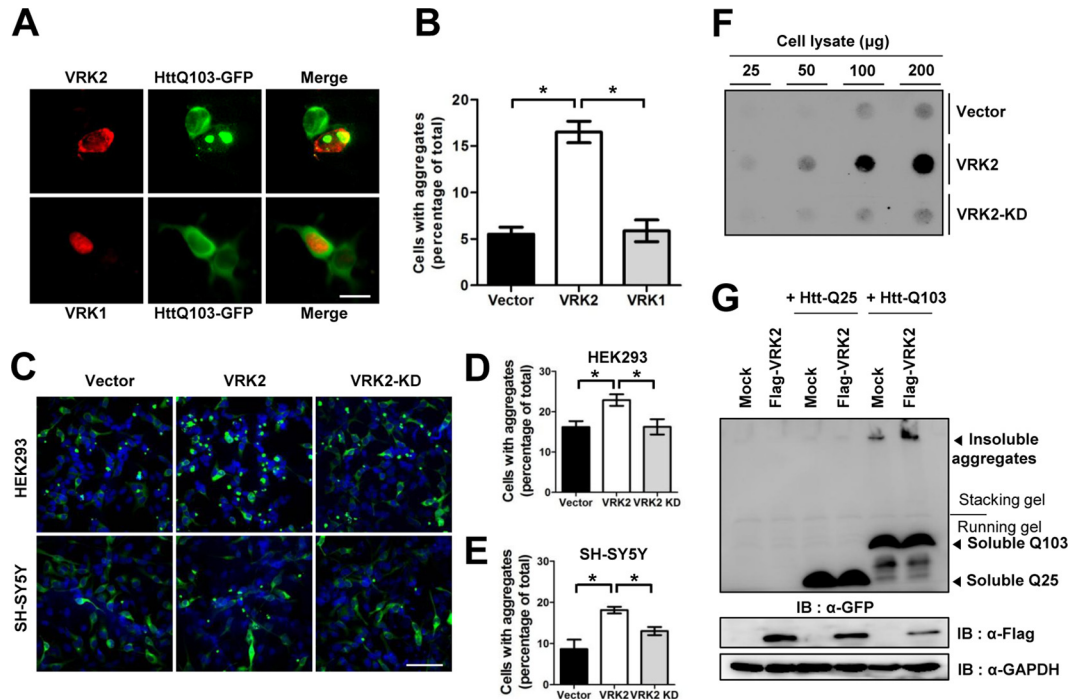 A
VRK2 HttQ103-GFP Merge
VRK1 HttQ103-GFP Merge
B
Cells with aggregates
(percentage of total)
20
15
10
5
0
* *
Vector VRK2 VRK1
C
Vector VRK2 VRK2-KD
HEK293
SH-SY5Y
D
HEK293
Cells with aggregates
(percentage of total)
30
20
10
0
* *
Vector VRK2 VRK2 KD
E
SH-SY5Y
Cells with aggregates
(percentage of total)
30
20
10
0
* *
Vector VRK2 VRK2 KD
F
Cell lysate (µg)
25 50 100 200
Vector
VRK2
VRK2-KD
G
+ Htt-Q25 + Htt-Q103
Mock Flag-VRK2 Mock Flag-VRK2 Mock Flag-VRK2
◄ Insoluble
aggregates
Stacking gel
Running gel
◄ Soluble Q103
◄ Soluble Q25
IB : α-GFP
IB : α-Flag
IB : α-GAPDH